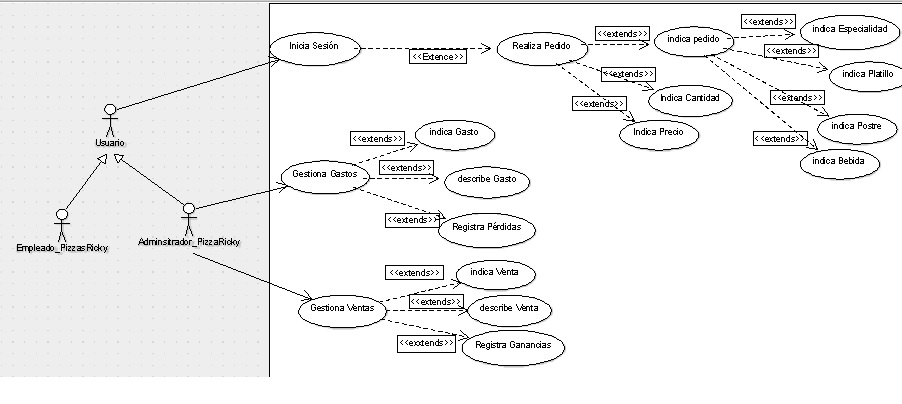 Inicia Sesión
<<Extence>>
Realiza Pedido
<<extends>>
indica pedido
<<extends>>
indica Especialidad
<<extends>>
indica Platillo
<<extends>>
indica Postre
<<extends>>
indica Bebida
<<extends>>
Indica Cantidad
<<extends>>
Indica Precio
Usuario
Empleado_PizzasRicky
Adminsitrador_PizzaRicky
Gestiona Gastos
<<extends>>
indica Gasto
<<extends>>
describe Gasto
<<extends>>
Registra Pérdidas
Gestiona Ventas
<<extends>>
indica Venta
<<extends>>
describe Venta
<<exxtends>>
Registra Ganancias